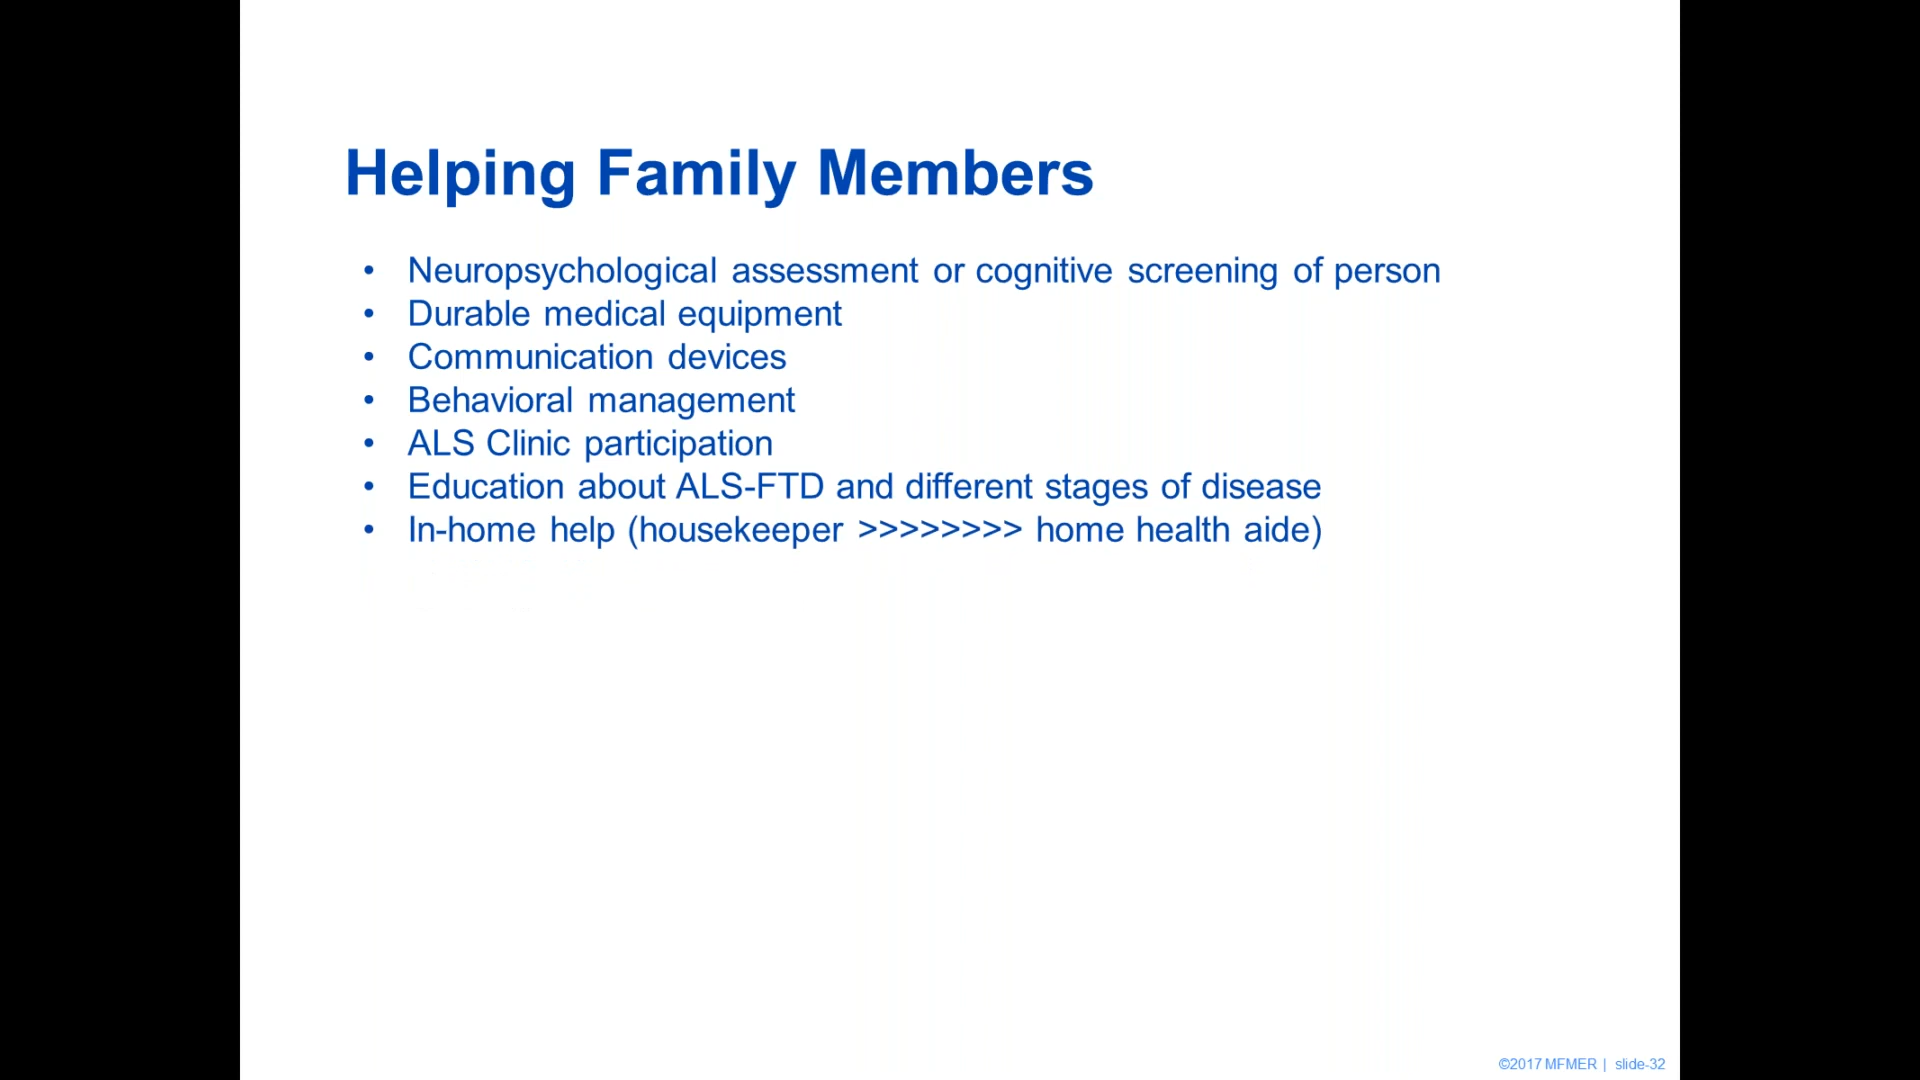 Helping Family Members
• Neuropsychological assessment or cognitive screening of person
• Durable medical equipment
• Communication devices
• Behavioral management
• ALS Clinic participation
• Education about ALS-FTD and different stages of disease
• In-home help (housekeeper >>>>>>>> home health aide)
©2017 MFMER | slide-32